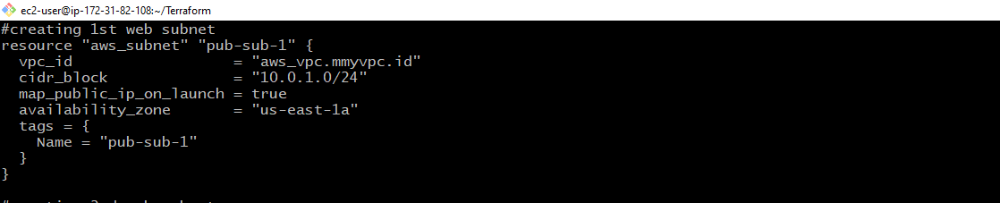 ec2-user@ip-172-31-82-108:~/Terraform
#creating 1st web subnet
resource "aws_subnet" "pub-sub-1" {
  vpc_id                  = "aws_vpc.mmyvpc.id"
  cidr_block              = "10.0.1.0/24"
  map_public_ip_on_launch = true
  availability_zone       = "us-east-1a"
  tags = {
    Name = "pub-sub-1"
  }
}